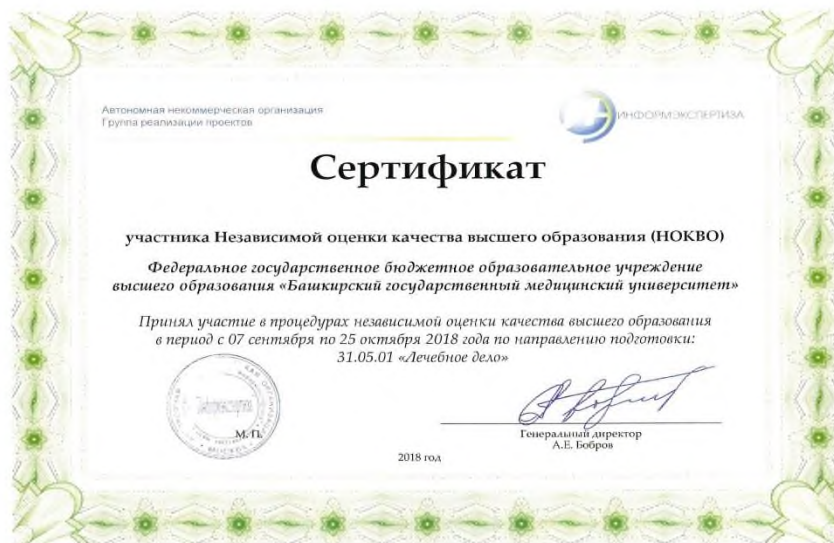 Автономная некоммерческая организация
Группа реализации проектов
ИНФОРМЭКСПЕРТИЗА
Сертификат
участника Независимой оценки качества высшего образования (НОКВО)
Федеральное государственное бюджетное образовательное учреждение
высшего образования «Башкирский государственный медицинский университет»
Принял участие в процедурах независимой оценки качества высшего образования
в период с 07 сентября по 25 октября 2018 года по направлению подготовки:
31.05.01 «Лечебное дело»
М. П.
Генеральный директор
А.Е. Бобров
2018 год